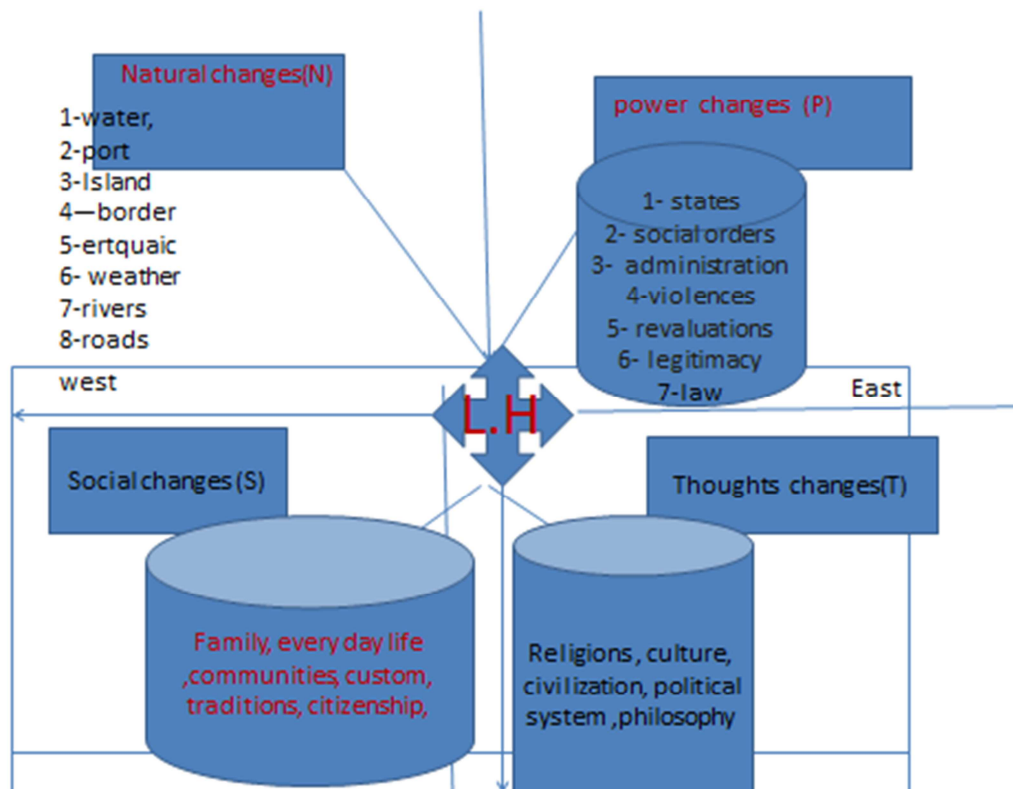 Natural changes(N)
1-water,
2-port
3-Island
4—border
5-ertquaic
6- weather
7-rivers
8-roads
west
power changes (P)
1- states
2- social orders
3- administration
4-violences
5- revaluations
6- legitimacy
7-law
East
L.H
Social changes (S)
Family, every day life
,communities, custom,
traditions, citizenship,
Thoughts changes(T)
Religions, culture,
civilization, political
system ,philosophy